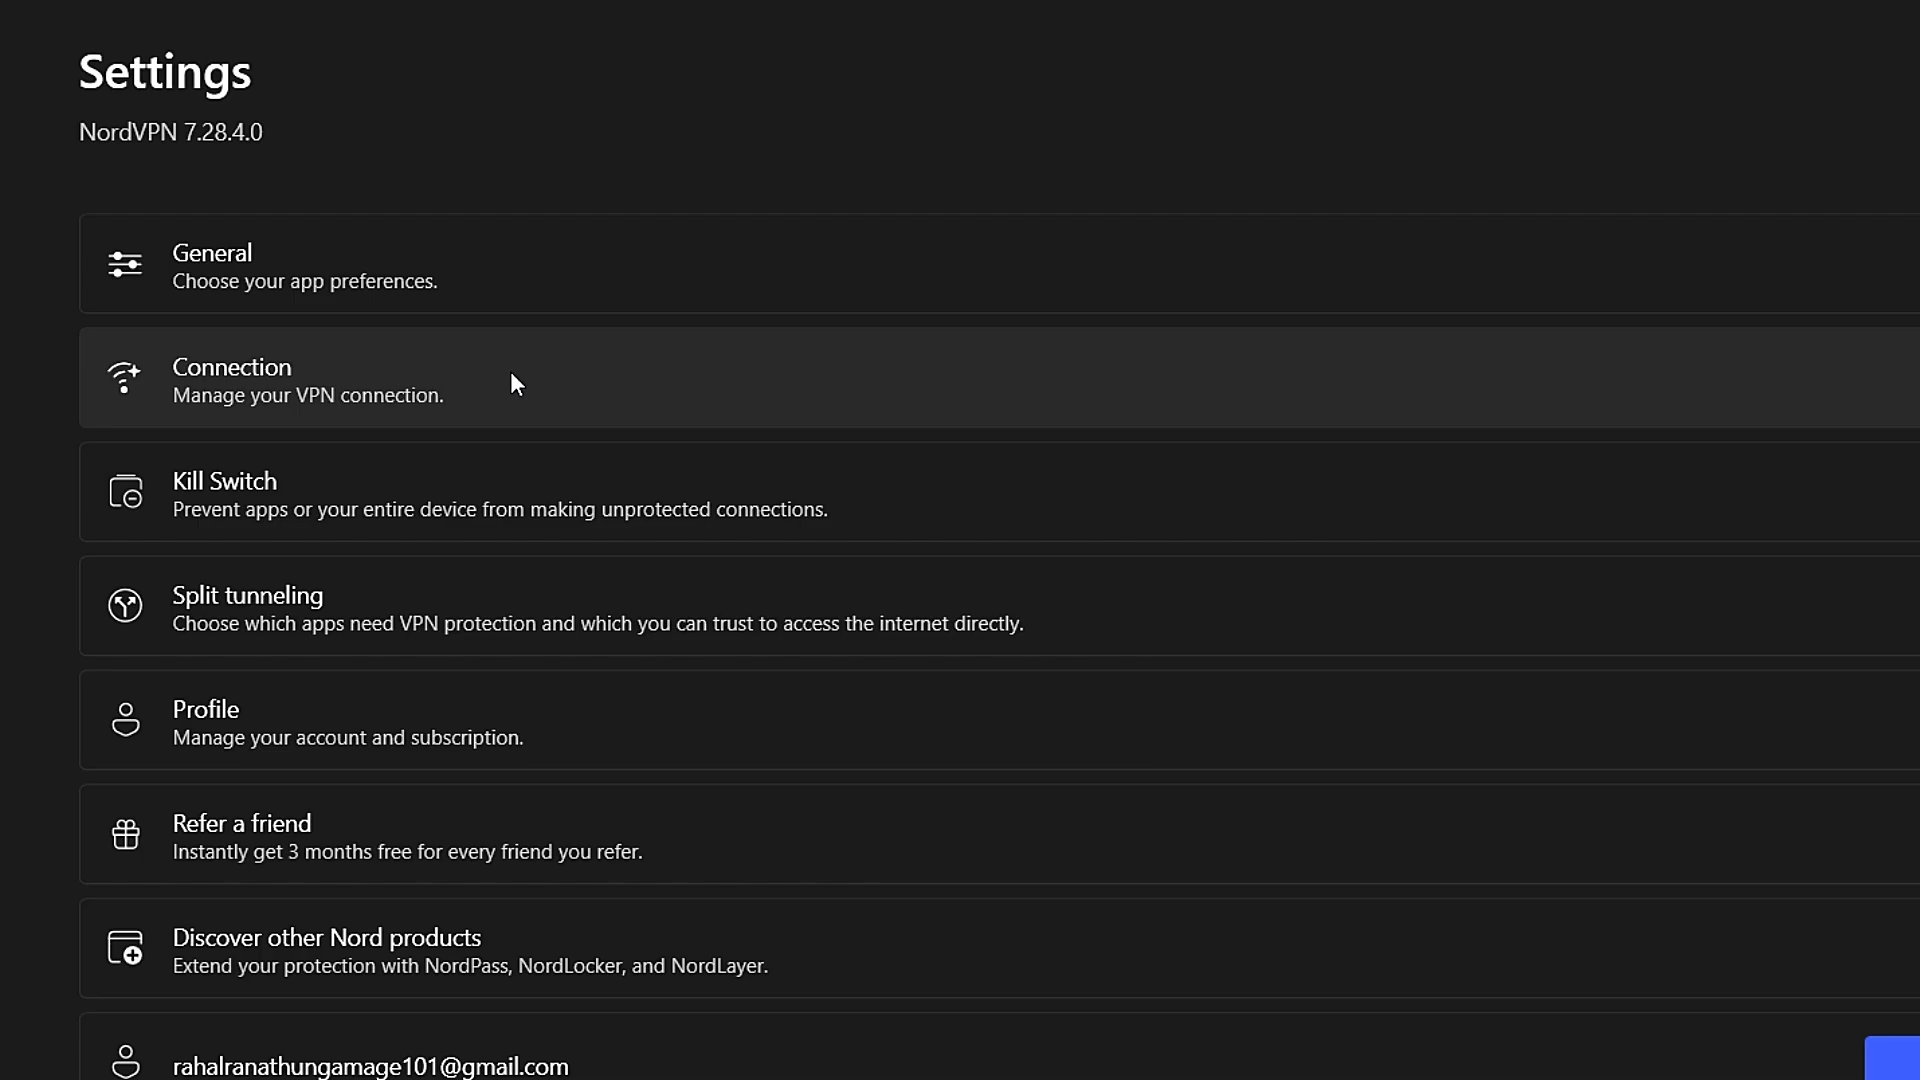 Settings
NordVPN 7.28.4.0
General
Choose your app preferences.
Connection
Manage your VPN connection.
Kill Switch
Prevent apps or your entire device from making unprotected connections.
Split tunneling
Choose which apps need VPN protection and which you can trust to access the internet directly.
Profile
Manage your account and subscription.
Refer a friend
Instantly get 3 months free for every friend you refer.
Discover other Nord products
Extend your protection with NordPass, NordLocker, and NordLayer.
rahalranathungamage101@gmail.com